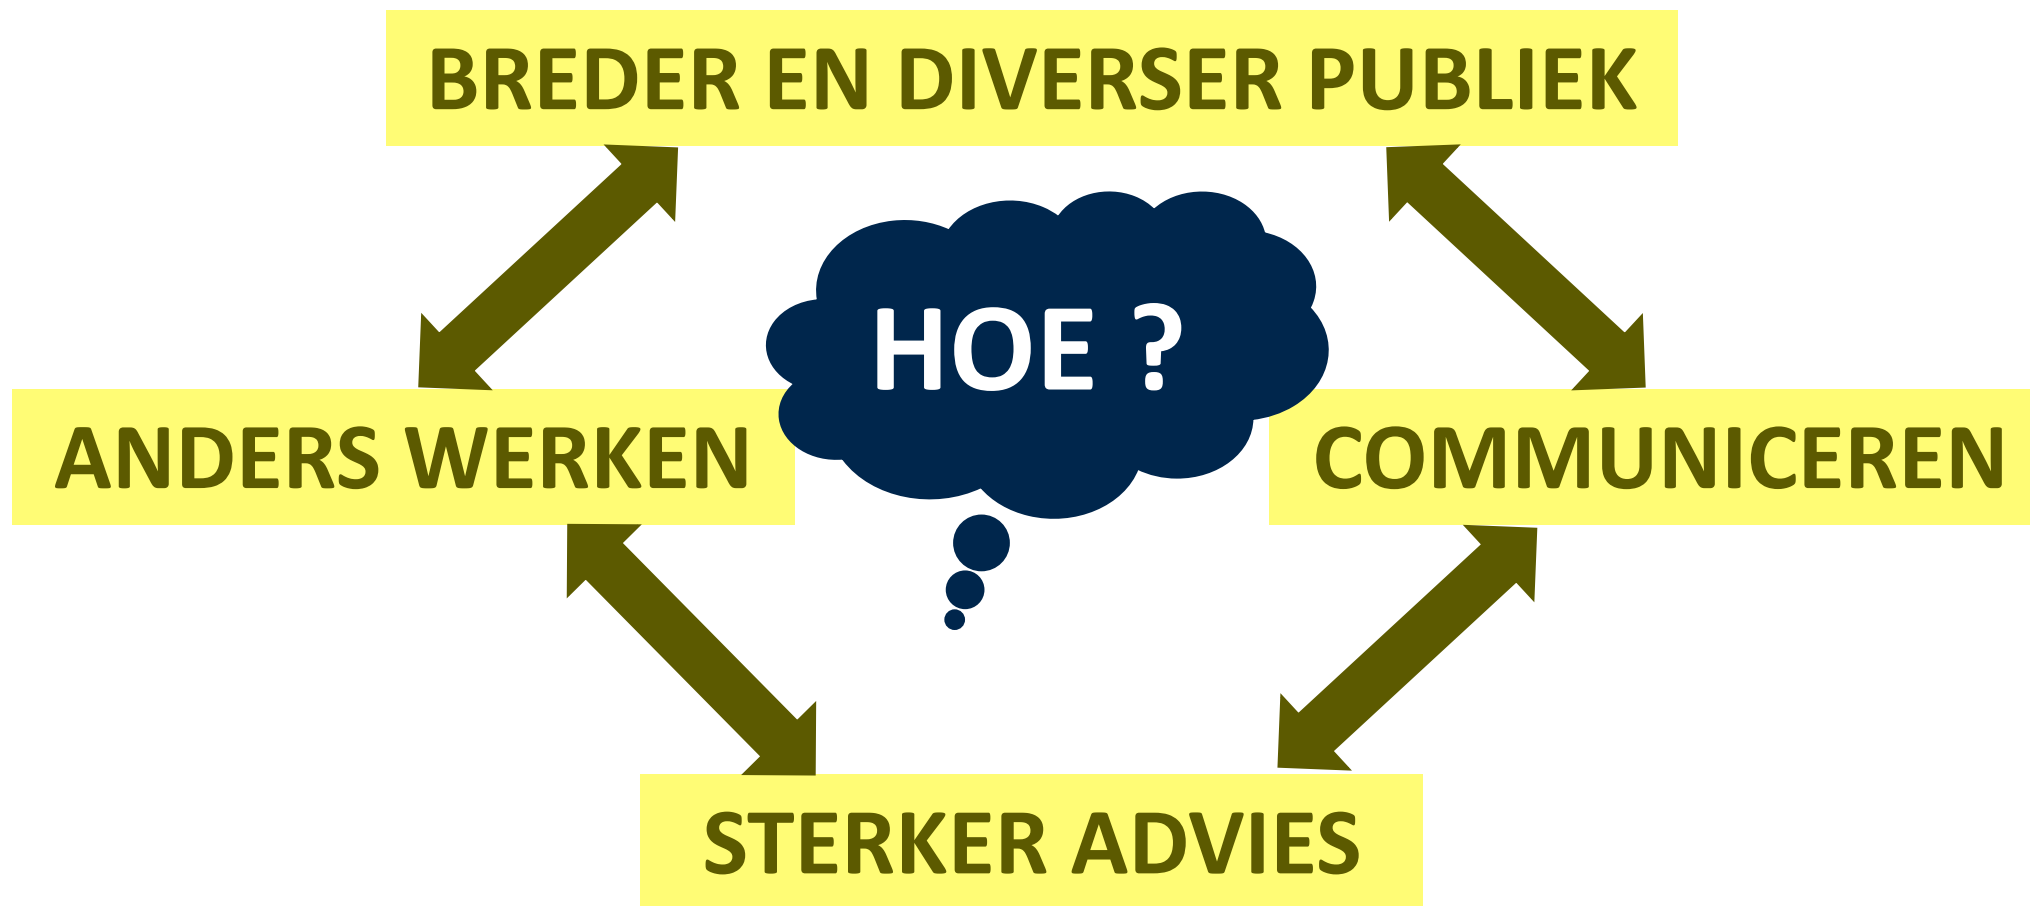 BREDER EN DIVERSER PUBLIEK
HOE ?
ANDERS WERKEN
COMMUNICEREN
STERKER ADVIES